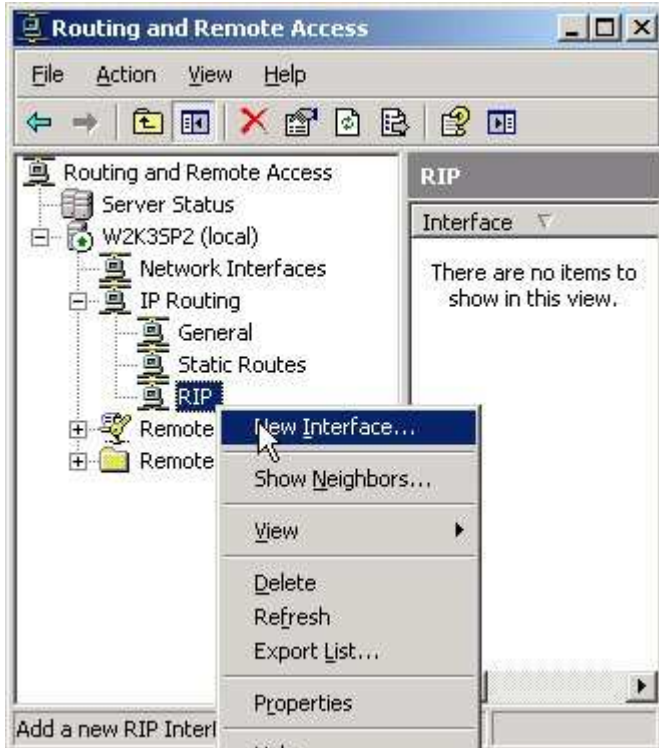 Routing and Remote Access
File Action View Help
Routing and Remote Access
Server Status
W2K3SP2 (local)
Network Interfaces
IP Routing
General
Static Routes
RIP
Remote
Remote
RIP
Interface
There are no items to
show in this view.
New Interface...
Show Neighbors...
View
Delete
Refresh
Export List...
Properties
Add a new RIP Interf